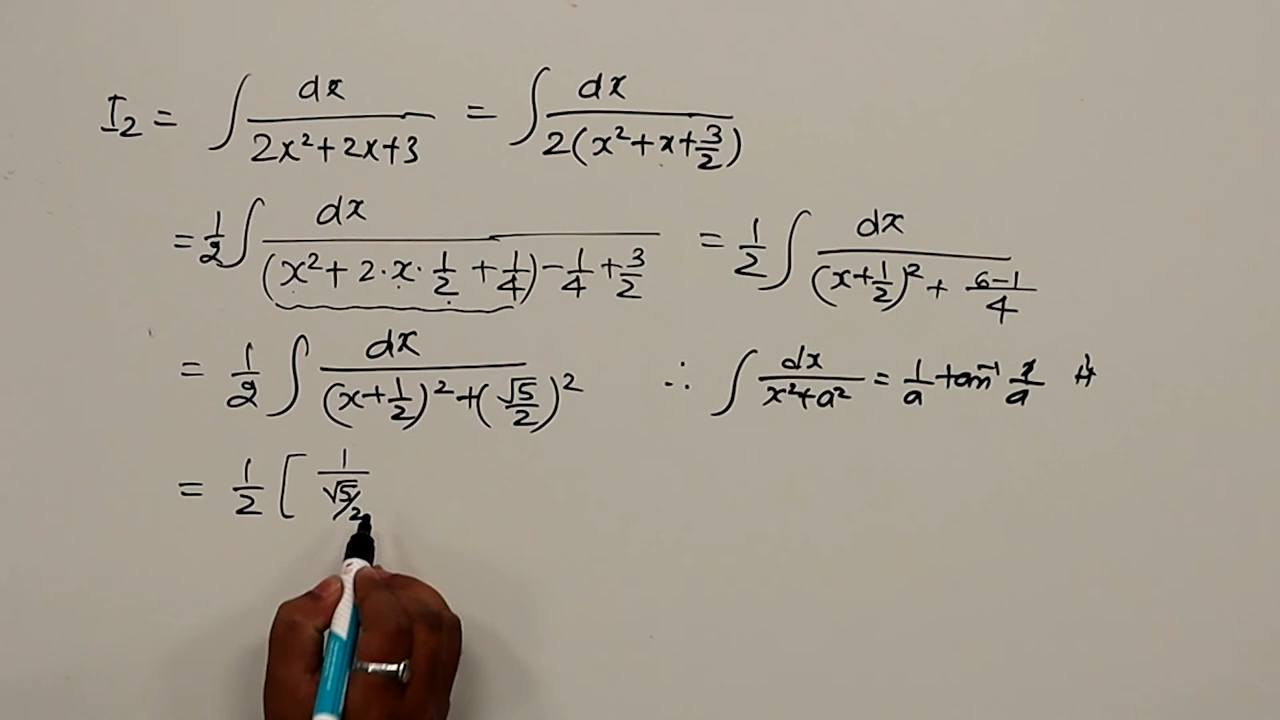 I₂ = ∫ dx / (2x² + 2x + 3) = ∫ dx / 2(x² + x + 3/2)
= 1/2 ∫ dx / (x² + 2·x·1/2 + 1/4) - 1/4 + 3/2 = 1/2 ∫ dx / (x + 1/2)² + (6-1)/4
= 1/2 ∫ dx / (x + 1/2)² + (√5/2)² ∴ ∫ dx / (x² + a²) = 1/a tan⁻¹ x/a
= 1/2 [ 1 / (√5/2)